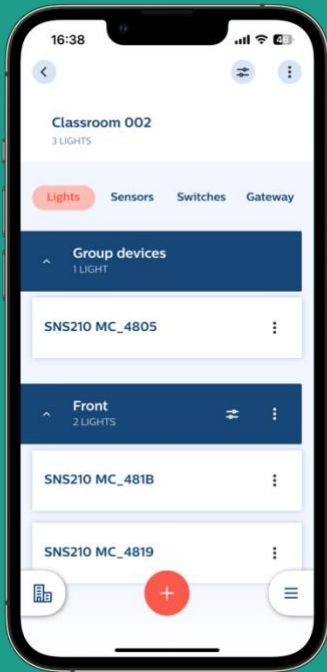 16:38
46
Classroom 002
3 LIGHTS
Lights Sensors Switches Gateway
Group devices
1 LIGHT
SNS210 MC_4805
Front
2 LIGHTS
SNS210 MC_481B
SNS210 MC_4819